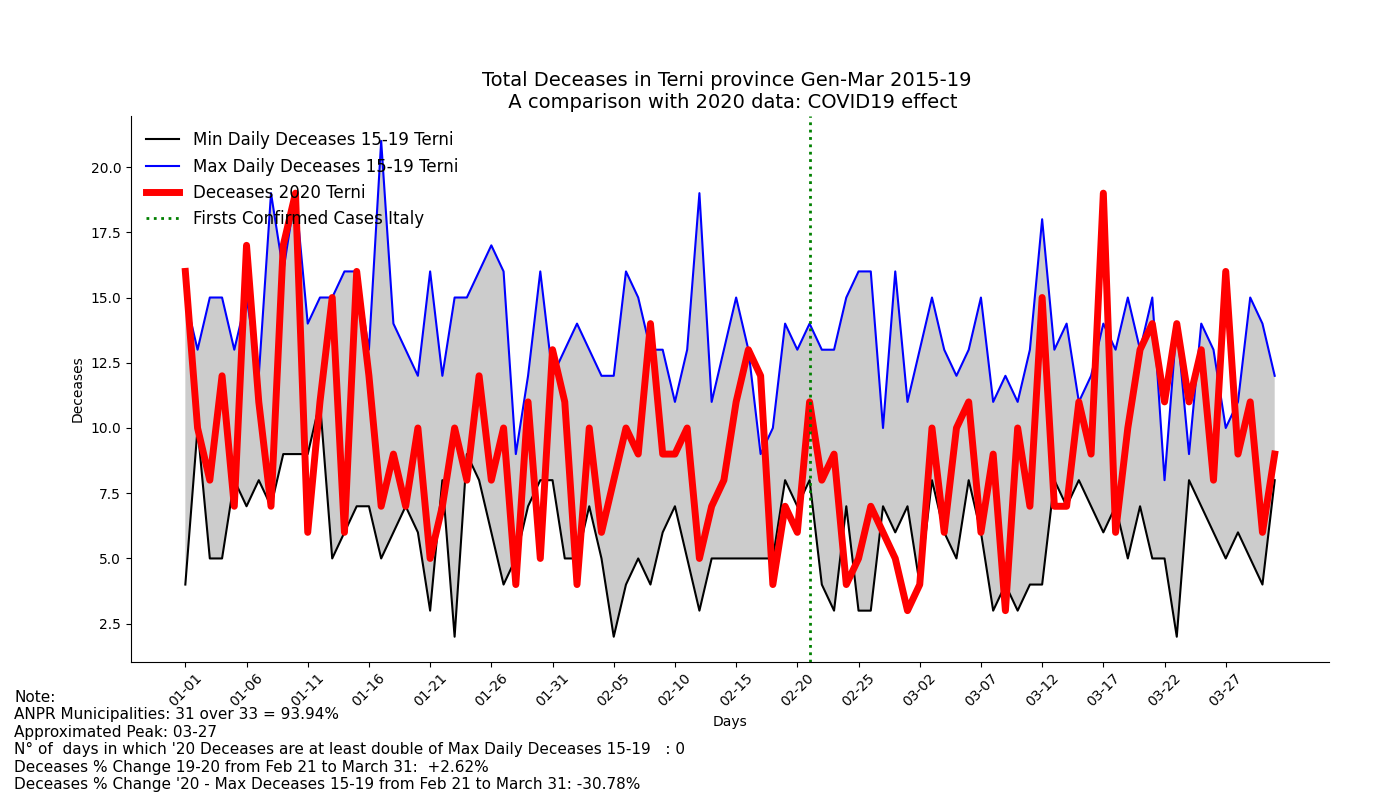 Total Deceases in Terni province Gen-Mar 2015-19
A comparison with 2020 data: COVID19 effect
Min Daily Deceases 15-19 Terni
Max Daily Deceases 15-19 Terni
Deceases 2020 Terni
Firsts Confirmed Cases Italy
20.0
17.5
15.0
12.5
10.0
7.5
5.0
2.5
Deceases
01-01 01-06 01-11 01-16 01-21 01-26 01-31 02-05 02-10 02-15 02-20 02-25 03-02 03-07 03-12 03-17 03-22 03-27
Days
Note:
ANPR Municipalities: 31 over 33 = 93.94%
Approximated Peak: 03-27
N° of  days in which '20 Deceases are at least double of Max Daily Deceases 15-19   : 0
Deceases % Change 19-20 from Feb 21 to March 31:  +2.62%
Deceases % Change '20 - Max Deceases 15-19 from Feb 21 to March 31: -30.78%